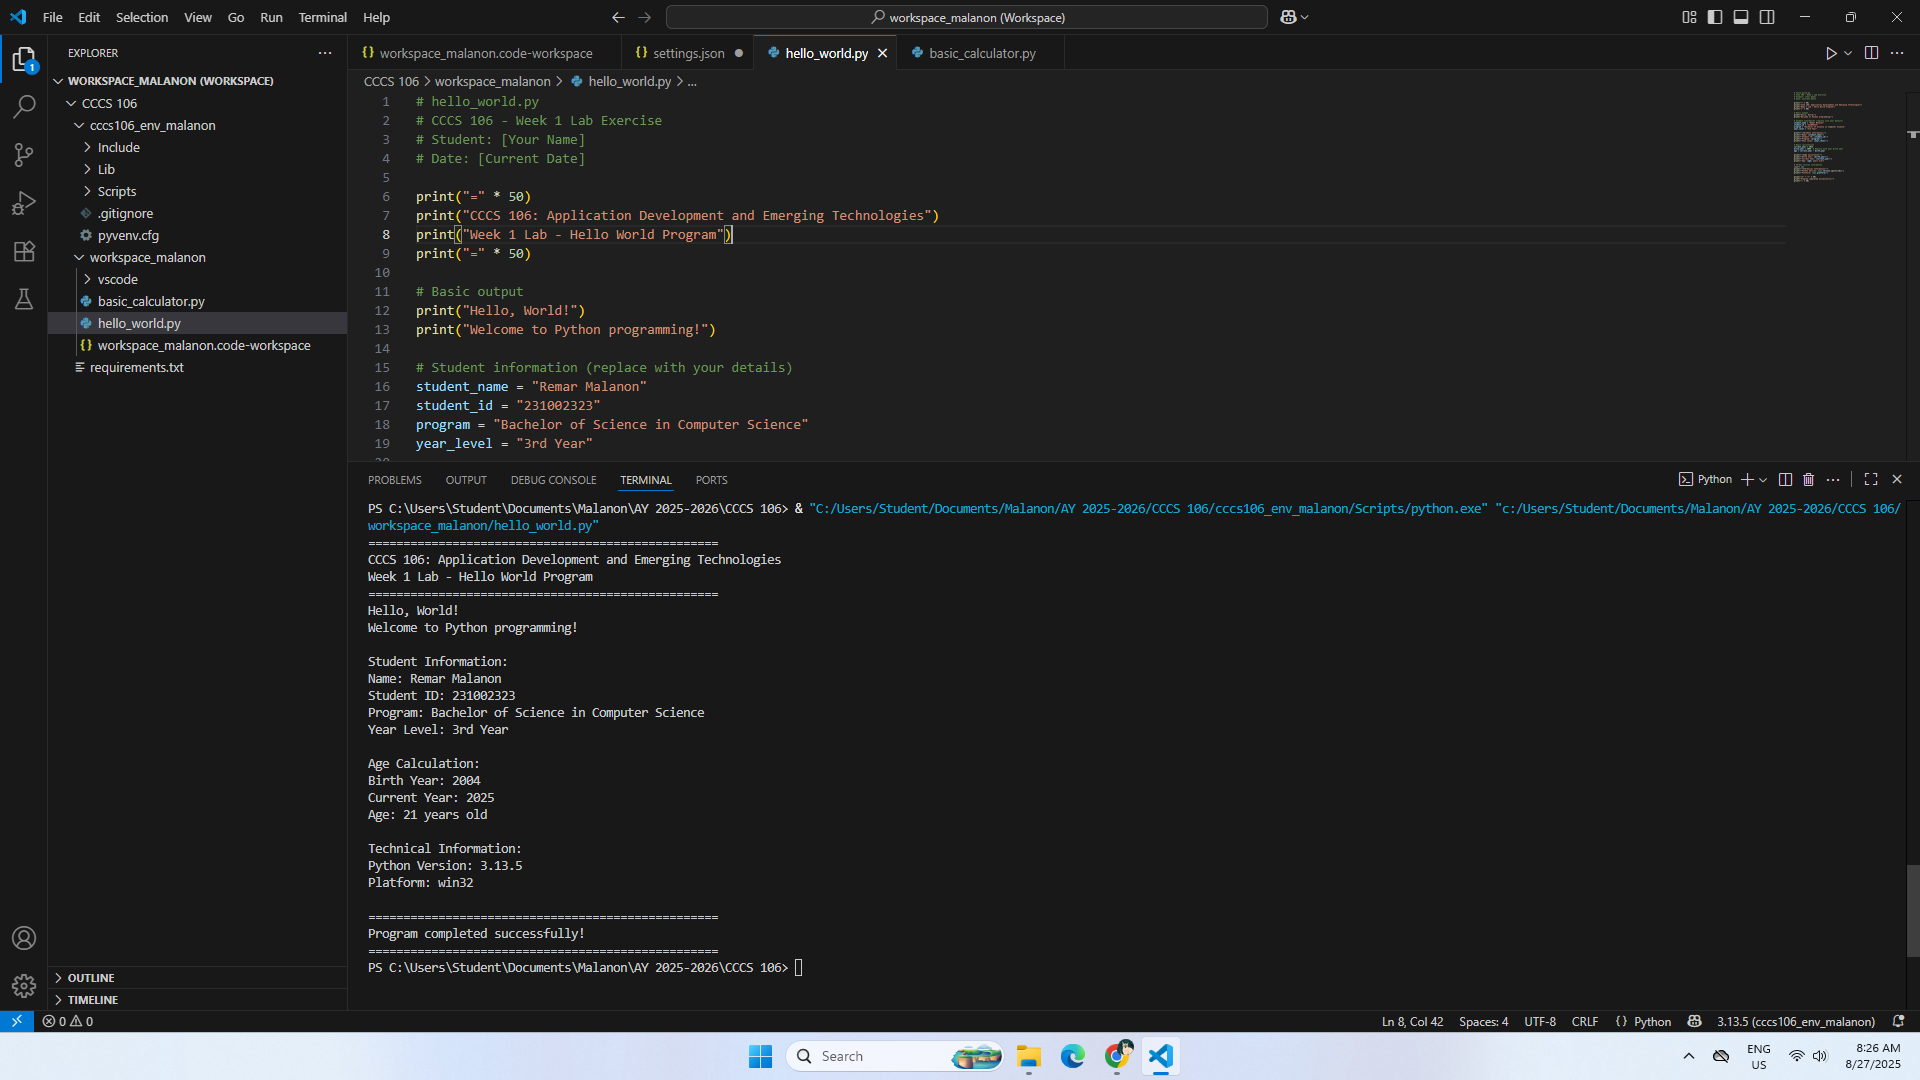 File Edit Selection View Go Run Terminal Help
workspace_malanon (Workspace)
EXPLORER
1
WORKSPACE_MALANON (WORKSPACE)
CCCS 106
cccs106_env_malanon
Include
Lib
Scripts
.gitignore
pyvenv.cfg
workspace_malanon
vscode
basic_calculator.py
hello_world.py
workspace_malanon.code-workspace
requirements.txt
OUTLINE
TIMELINE
workspace_malanon.code-workspace settings.json hello_world.py basic_calculator.py
CCCS 106 > workspace_malanon > hello_world.py > ...
1 # hello_world.py
2 # CCCS 106 - Week 1 Lab Exercise
3 # Student: [Your Name]
4 # Date: [Current Date]
5
6 print("=" * 50)
7 print("CCCS 106: Application Development and Emerging Technologies")
8 print("Week 1 Lab - Hello World Program")
9 print("=" * 50)
10
11 # Basic output
12 print("Hello, World!")
13 print("Welcome to Python programming!")
14
15 # Student information (replace with your details)
16 student_name = "Remar Malanon"
17 student_id = "231002323"
18 program = "Bachelor of Science in Computer Science"
19 year_level = "3rd Year"
PROBLEMS OUTPUT DEBUG CONSOLE TERMINAL PORTS
Python
PS C:\Users\Student\Documents\Malanon\AY 2025-2026\CCCS 106> & "C:/Users/Student/Documents/Malanon/AY 2025-2026/CCCS 106/cccs106_env_malanon/Scripts/python.exe" "c:/Users/Student/Documents/Malanon/AY 2025-2026/CCCS 106/
workspace_malanon/hello_world.py"
==================================================
CCCS 106: Application Development and Emerging Technologies
Week 1 Lab - Hello World Program
==================================================
Hello, World!
Welcome to Python programming!
Student Information:
Name: Remar Malanon
Student ID: 231002323
Program: Bachelor of Science in Computer Science
Year Level: 3rd Year
Age Calculation:
Birth Year: 2004
Current Year: 2025
Age: 21 years old
Technical Information:
Python Version: 3.13.5
Platform: win32
==================================================
Program completed successfully!
==================================================
PS C:\Users\Student\Documents\Malanon\AY 2025-2026\CCCS 106>
0 0
Ln 8, Col 42 Spaces: 4 UTF-8 CRLF {} Python 3.13.5 (cccs106_env_malanon)
Search
ENG
US
8:26 AM
8/27/2025